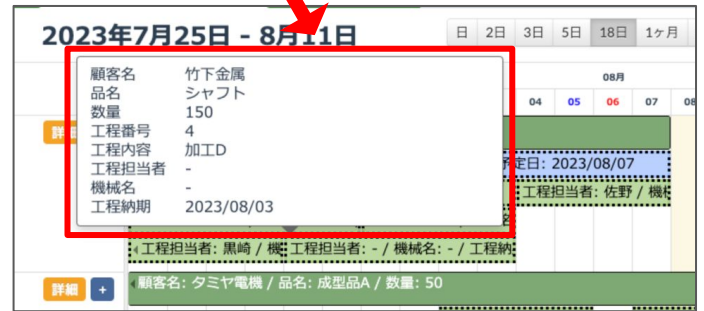 2023年7月25日 - 8月11日
日 2日 3日 5日 18日 1ヶ月
08月
04 05 06 07 08
顧客名 竹下金属
品名 シャフト
数量 150
工程番号 4
工程内容 加工D
工程担当者 -
機械名 -
工程納期 2023/08/03
定日: 2023/08/07
工程担当者: 佐野 / 機械
工程担当者: 黒崎 / 機 工程担当者: - / 機械名: - / 工程納
詳細 + 顧客名: タミヤ電機 / 品名: 成型品A / 数量: 50